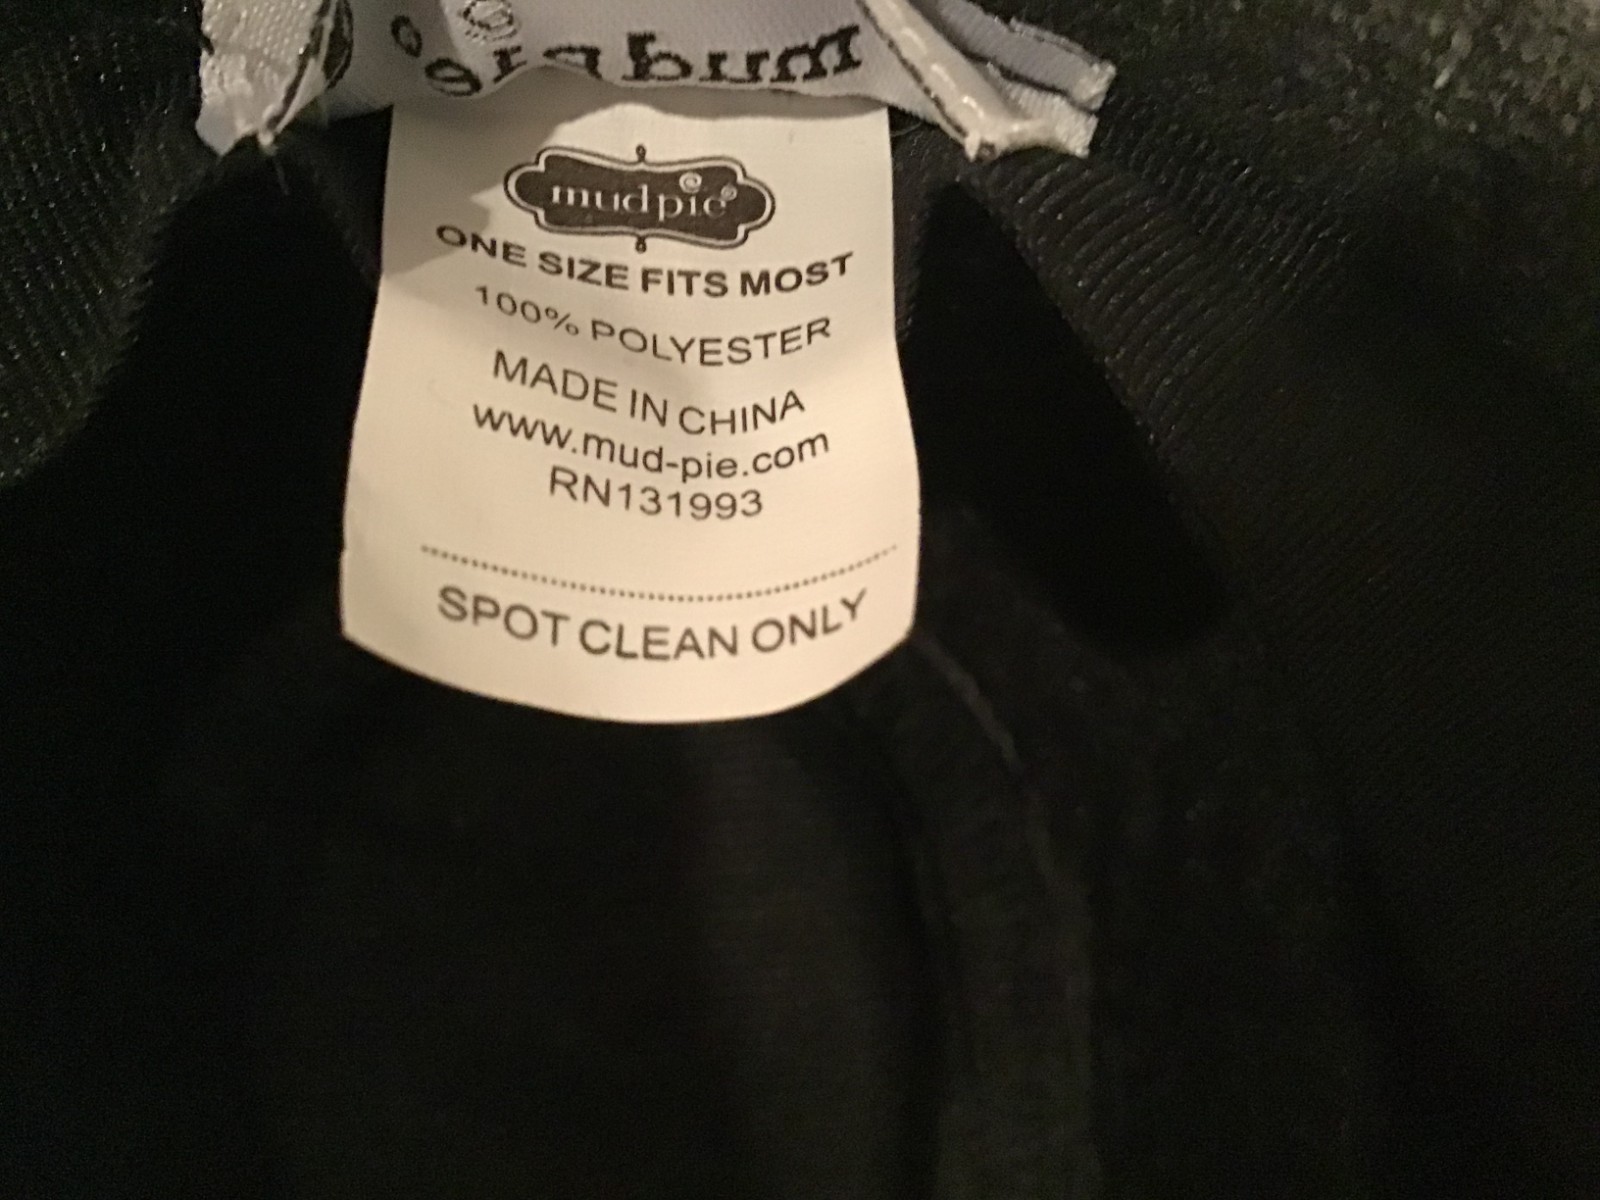 mudpie
mudpie
ONE SIZE FITS MOST
100% POLYESTER
MADE IN CHINA
www.mud-pie.com
RN131993
SPOT CLEAN ONLY